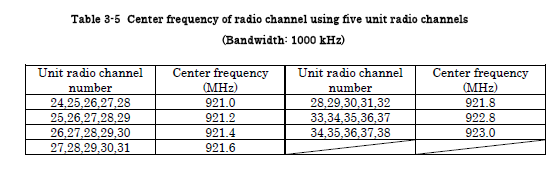 Table 3-5 Center frequency of radio channel using five unit radio channels
(Bandwidth: 1000 kHz)
Unit radio channel number Center frequency (MHz) Unit radio channel number Center frequency (MHz)
24,25,26,27,28 921.0 28,29,30,31,32 921.8
25,26,27,28,29 921.2 33,34,35,36,37 922.8
26,27,28,29,30 921.4 34,35,36,37,38 923.0
27,28,29,30,31 921.6